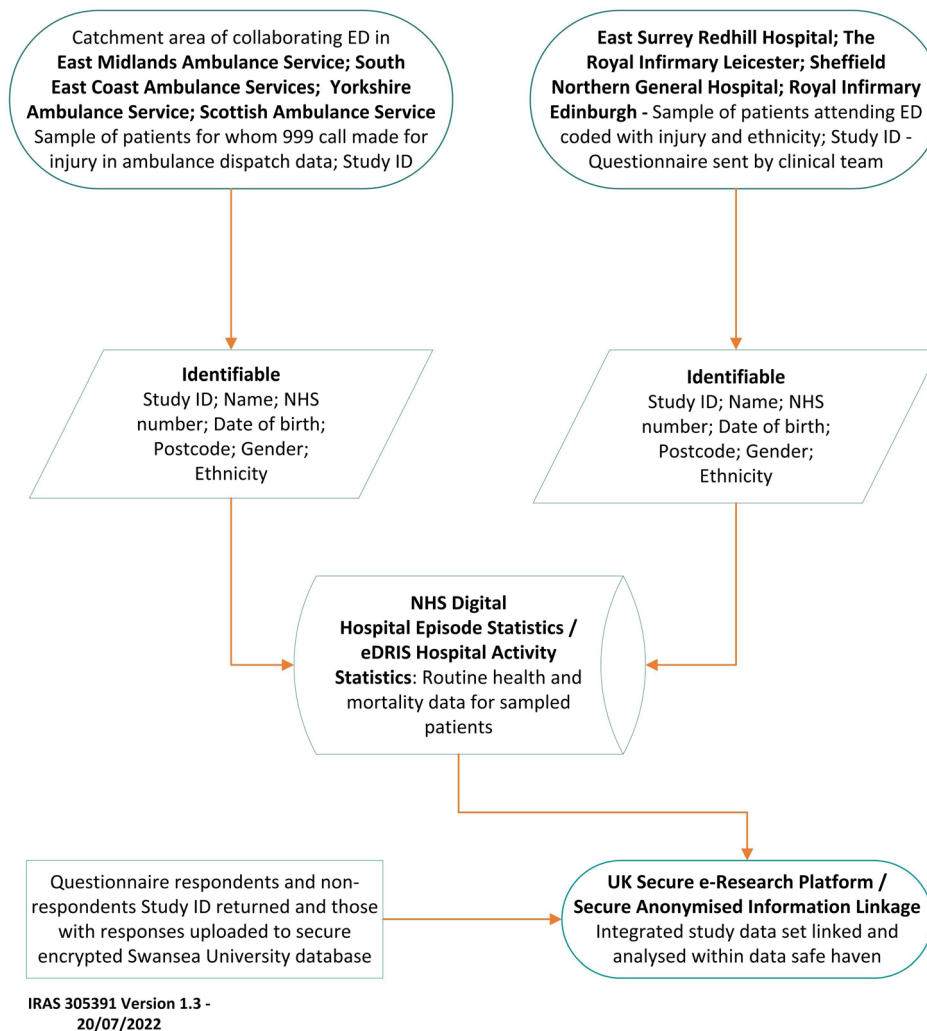 Catchment area of collaborating ED in
East Midlands Ambulance Service; South
East Coast Ambulance Services;  Yorkshire
Ambulance Service; Scottish Ambulance Service
Sample of patients for whom 999 call made for
injury in ambulance dispatch data; Study ID
East Surrey Redhill Hospital; The
Royal Infirmary Leicester; Sheffield
Northern General Hospital; Royal Infirmary
Edinburgh - Sample of patients attending ED
coded with injury and ethnicity; Study ID -
Questionnaire sent by clinical team
Identifiable
Study ID; Name; NHS
number; Date of birth;
Postcode; Gender;
Ethnicity
Identifiable
Study ID; Name; NHS
number; Date of birth;
Postcode; Gender;
Ethnicity
NHS Digital
Hospital Episode Statistics /
eDRIS Hospital Activity
Statistics: Routine health and
mortality data for sampled
patients
Questionnaire respondents and non-
respondents Study ID returned and those
with responses uploaded to secure
encrypted Swansea University database
UK Secure e-Research Platform /
Secure Anonymised Information Linkage
Integrated study data set linked and
analysed within data safe haven
IRAS 305391 Version 1.3 -
20/07/2022